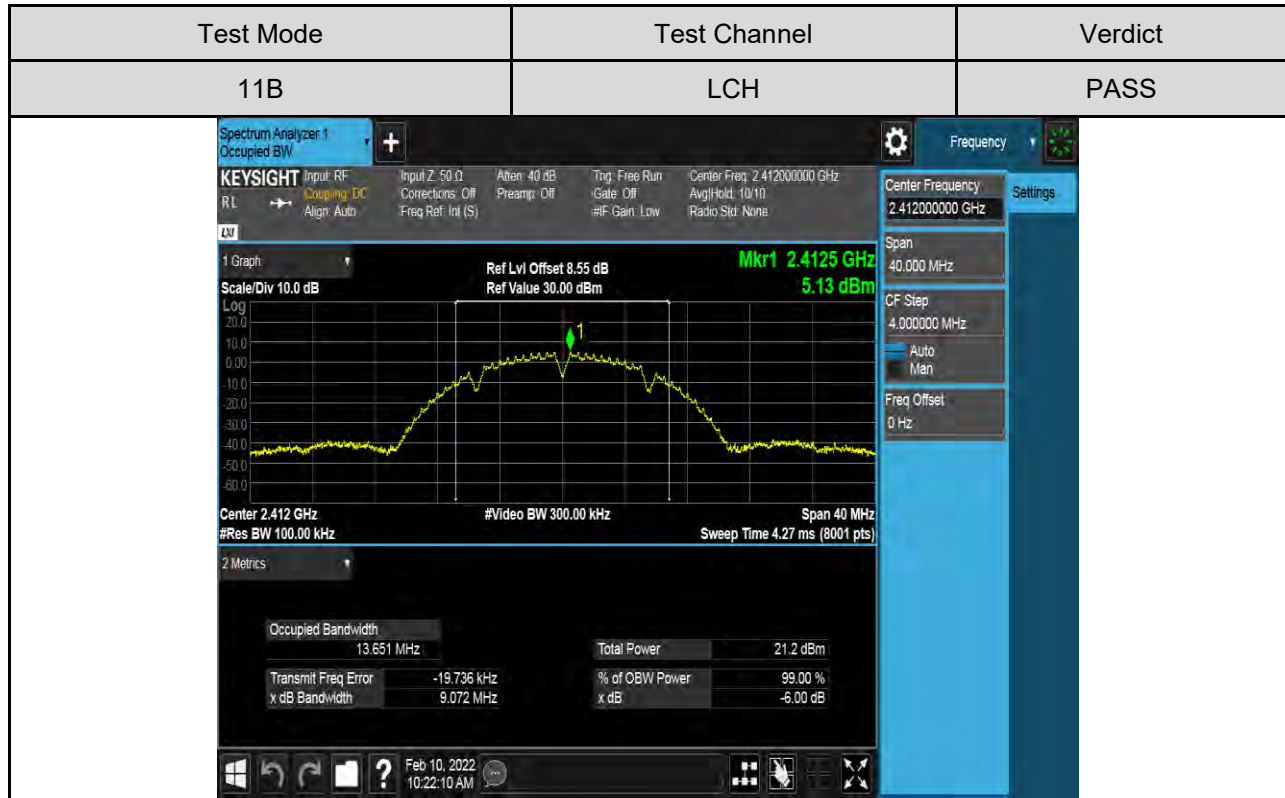 Test Mode Test Channel Verdict
11B LCH PASS
Spectrum Analyzer 1
Occupied BW
+
Frequency
KEYSIGHT Input: RF Input Z: 50 Ω Atten: 40 dB Trig: Free Run Center Freq: 2.412000000 GHz
RL Coupling: DC Corrections: Off Preamp: Off Gate: Off Avg|Hold: 10/10
Align: Auto Freq Ref: Int (S) #IF Gain: Low Radio Std: None
LXI
Center Frequency
2.412000000 GHz
Settings
Span
40.000 MHz
CF Step
4.000000 MHz
Auto
Man
Freq Offset
0 Hz
1 Graph
Ref Lvl Offset 8.55 dB
Mkr1 2.4125 GHz
Scale/Div 10.0 dB
Ref Value 30.00 dBm
5.13 dBm
Log
20.0
10.0
0.00
-10.0
-20.0
-30.0
-40.0
-50.0
-60.0
1
Center 2.412 GHz #Video BW 300.00 kHz Span 40 MHz
#Res BW 100.00 kHz Sweep Time 4.27 ms (8001 pts)
2 Metrics
Occupied Bandwidth
13.651 MHz
Total Power 21.2 dBm
Transmit Freq Error -19.736 kHz % of OBW Power 99.00 %
x dB Bandwidth 9.072 MHz x dB -6.00 dB
?
Feb 10, 2022
10:22:10 AM